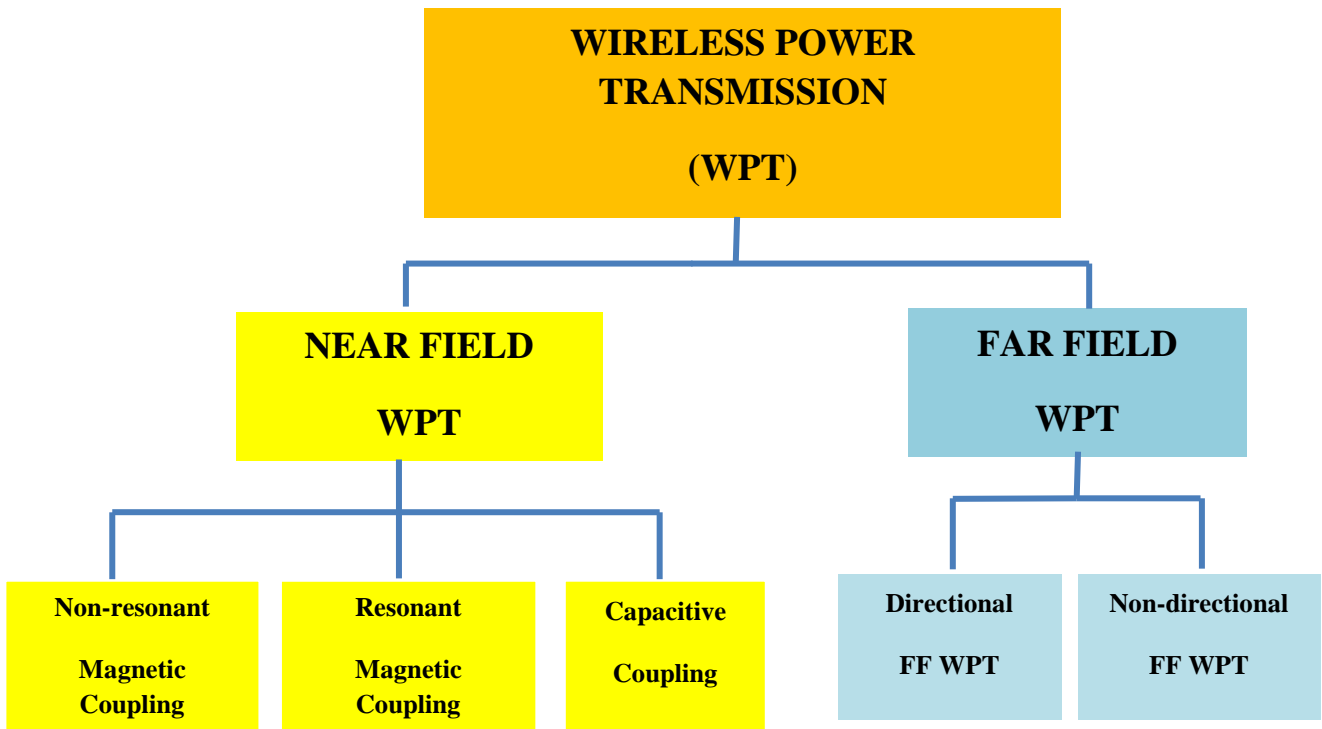 WIRELESS POWER
TRANSMISSION
(WPT)
NEAR FIELD
WPT
FAR FIELD
WPT
Non-resonant
Magnetic
Coupling
Resonant
Magnetic
Coupling
Capacitive
Coupling
Directional
FF WPT
Non-directional
FF WPT